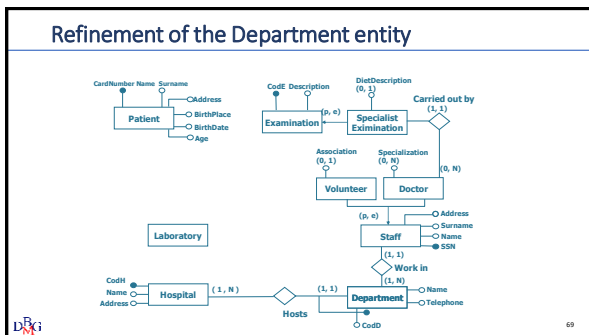 Refinement of the Department entity
CardNumber Name Surname
Address
BirthPlace
BirthDate
Age
Patient
CodE Description
Examination
(p, e)
DietDescription
(0, 1)
Specialist
Eximination
Carried out by
(1, 1)
(0, N)
Association
(0, 1)
Specialization
(0, N)
Volunteer
Doctor
(p, e)
Address
Surname
Name
SSN
Staff
Laboratory
(1, 1)
Work in
(1, N)
CodH
Name
Address
Hospital
( 1 , N )
Hosts
(1, 1)
Department
Name
Telephone
CodD
DBMG
69